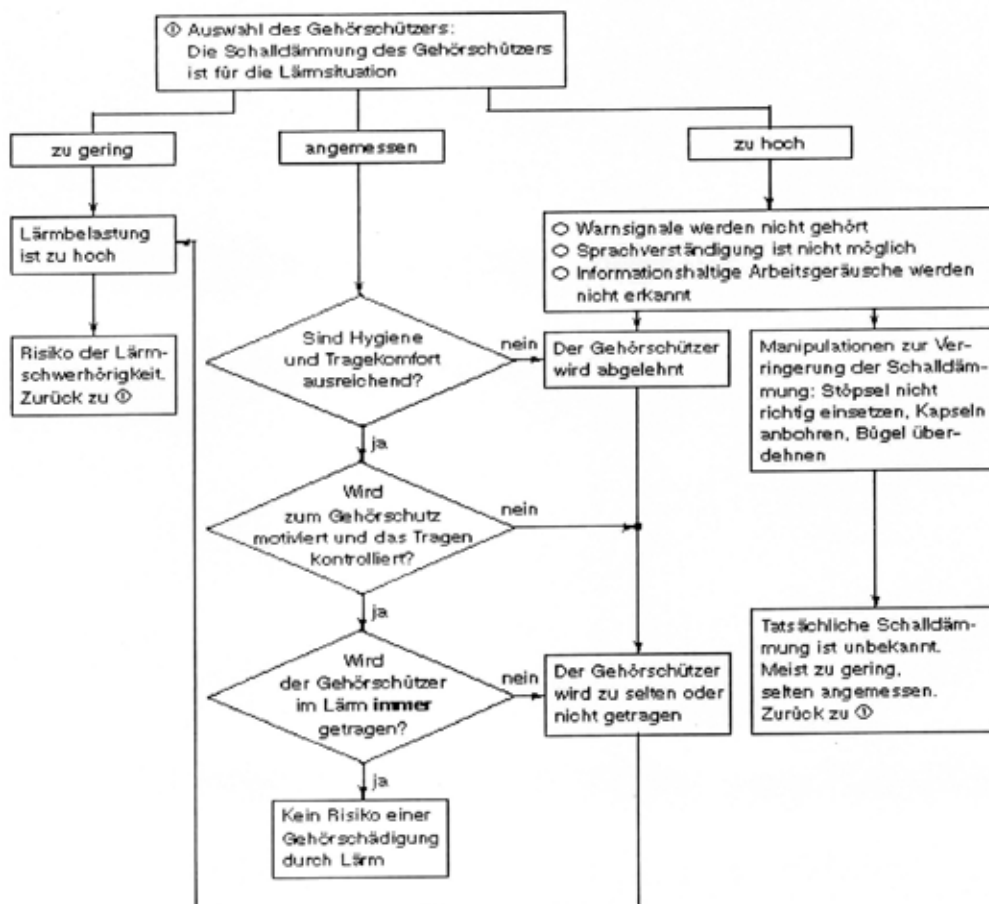 ① Auswahl des Gehörschützers:
Die Schalldämmung des Gehörschützers
ist für die Lärmsituation
zu gering
angemessen
zu hoch
Lärmbelastung
ist zu hoch
○ Warnsignale werden nicht gehört
○ Sprachverständigung ist nicht möglich
○ Informationshaltige Arbeitsgeräusche werden
nicht erkannt
Risiko der Lärm-
schwerhörigkeit.
Zurück zu ①
Sind Hygiene
und Tragekomfort
ausreichend?
nein
Der Gehörschützer
wird abgelehnt
Manipulationen zur Ver-
ringerung der Schalldäm-
mung: Stöpsel nicht
richtig einsetzen, Kapseln
anbohren, Bügel über-
dehnen
ja
Wird
zum Gehörschutz
motiviert und das Tragen
kontrolliert?
nein
ja
Wird
der Gehörschützer
im Lärm immer
getragen?
nein
Der Gehörschützer
wird zu selten oder
nicht getragen
Tatsächliche Schalldäm-
mung ist unbekannt.
Meist zu gering,
selten angemessen.
Zurück zu ①
ja
Kein Risiko einer
Gehörschädigung
durch Lärm